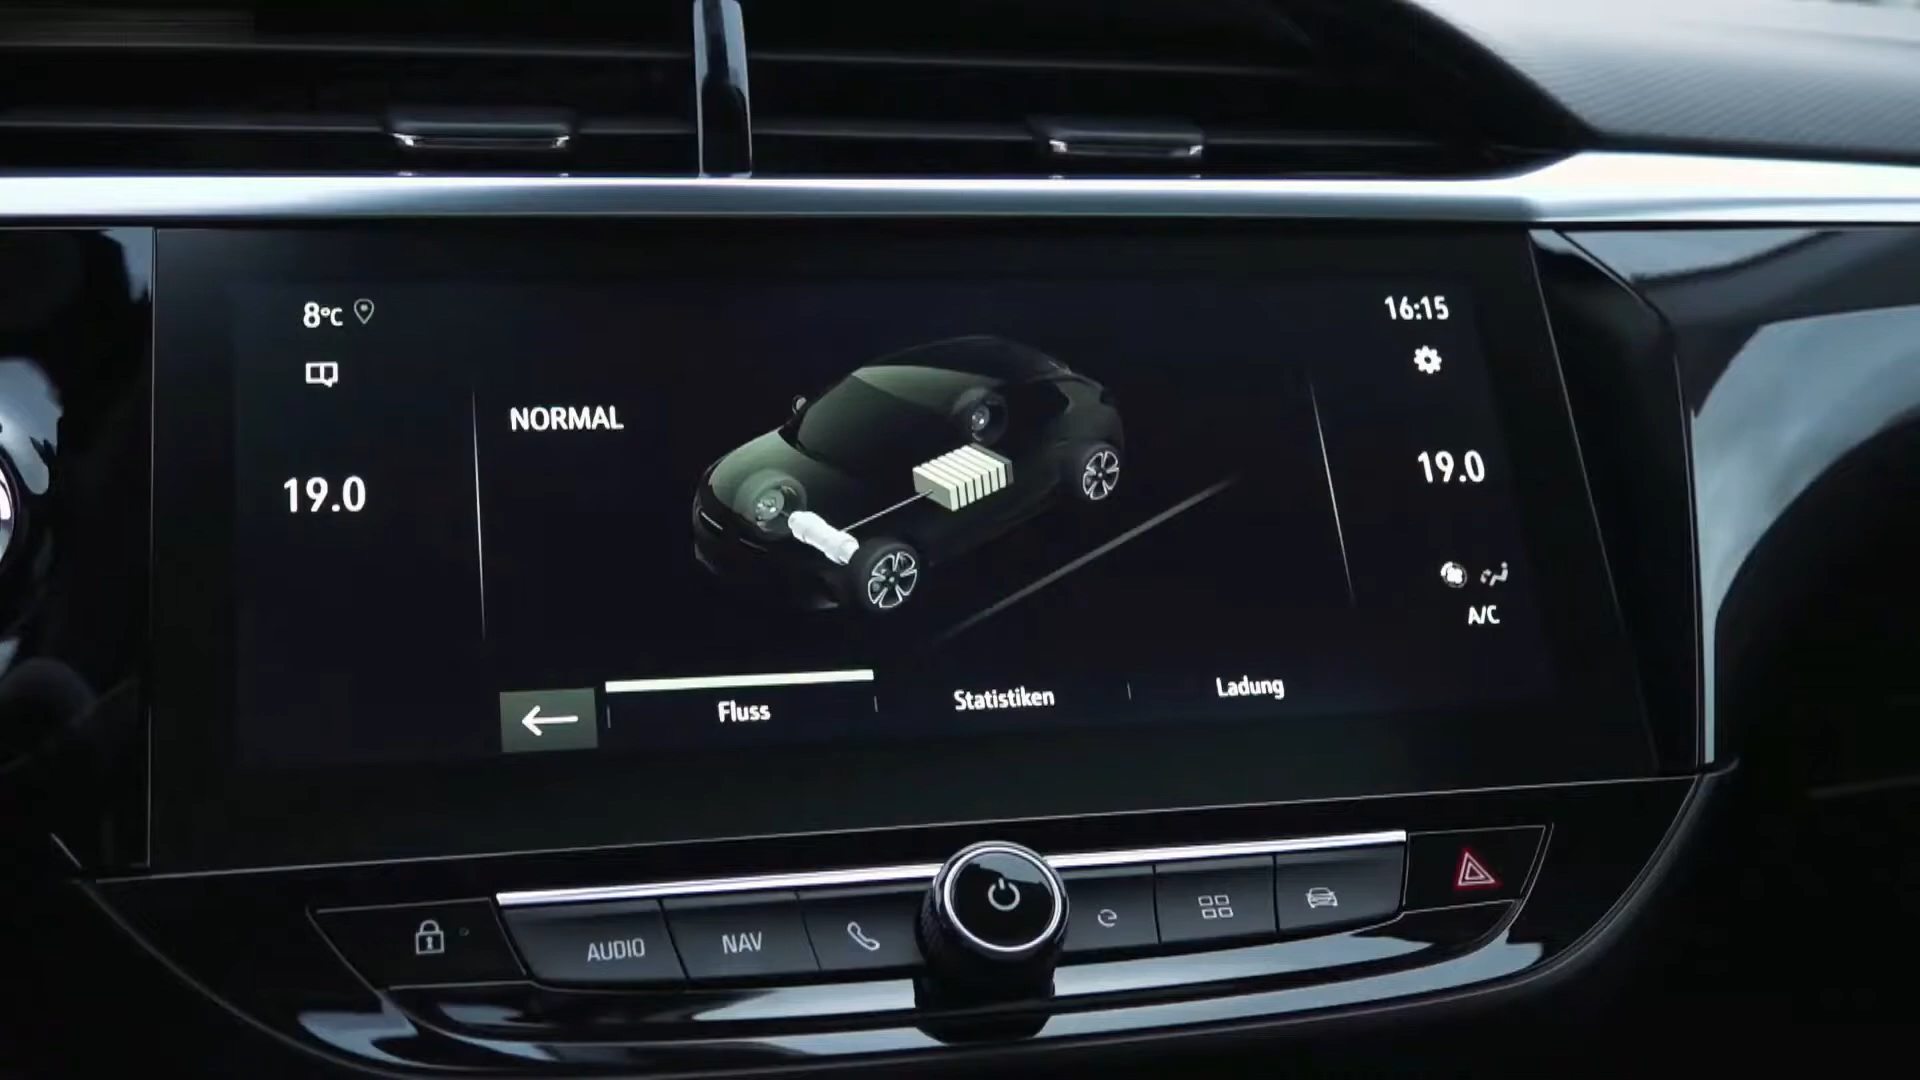 8°C
16:15
NORMAL
19.0
19.0
A/C
Fluss
Statistiken
Ladung
AUDIO
NAV